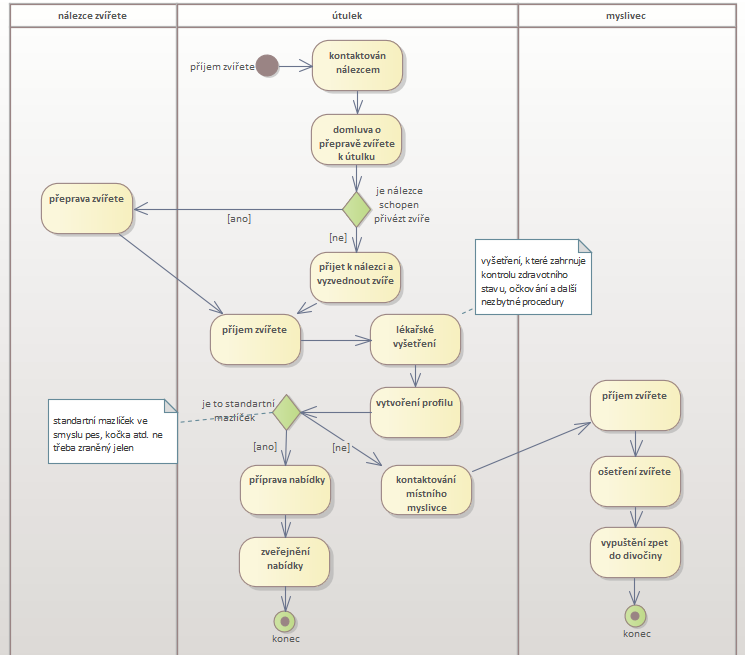 nálezce zvířete
útulek
myslivec
příjem zvířete
kontaktován
nálezcem
domluva o
přepravě zvířete
k útulku
přeprava zvířete
je nálezce
schopen
přivézt zvíře
[ano]
[ne]
přijet k nálezci a
vyzvednout zvíře
vyšetření, které zahrnuje
kontrolu zdravotního
stavu, očkování a další
nezbytné procedury
příjem zvířete
lékařské
vyšetření
je to standartní
mazlíček
vytvoření profilu
příjem zvířete
standartní mazlíček ve
smyslu pes, kočka atd. ne
třeba zraněný jelen
[ano]
[ne]
příprava nabídky
kontaktování
místního
myslivce
ošetření zvířete
zveřejnění
nabídky
vypuštění zpet
do divočiny
konec
konec